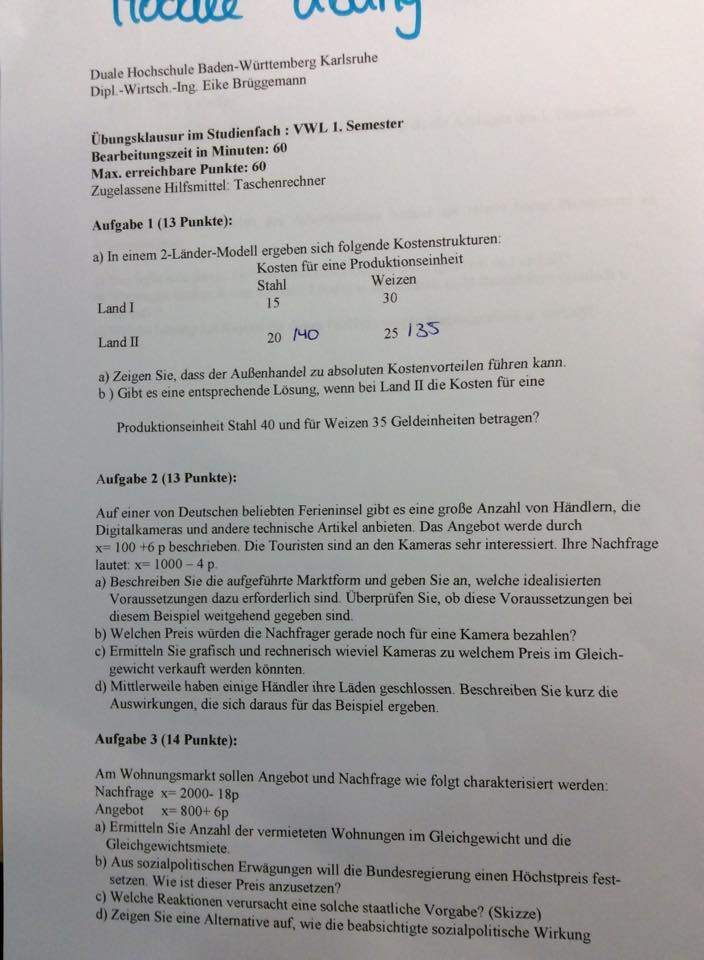 Übung
Duale Hochschule Baden-Württemberg Karlsruhe
Dipl.-Wirtsch.-Ing. Eike Brüggemann
Übungsklausur im Studienfach : VWL 1. Semester
Bearbeitungszeit in Minuten: 60
Max. erreichbare Punkte: 60
Zugelassene Hilfsmittel: Taschenrechner
Aufgabe 1 (13 Punkte):
a) In einem 2-Länder-Modell ergeben sich folgende Kostenstrukturen:
Kosten für eine Produktionseinheit
Stahl Weizen
Land I 15 30
Land II 20 /40 25 /35
a) Zeigen Sie, dass der Außenhandel zu absoluten Kostenvorteilen führen kann.
b ) Gibt es eine entsprechende Lösung, wenn bei Land II die Kosten für eine
Produktionseinheit Stahl 40 und für Weizen 35 Geldeinheiten betragen?
Aufgabe 2 (13 Punkte):
Auf einer von Deutschen beliebten Ferieninsel gibt es eine große Anzahl von Händlern, die
Digitalkameras und andere technische Artikel anbieten. Das Angebot werde durch
x= 100 +6 p beschrieben. Die Touristen sind an den Kameras sehr interessiert. Ihre Nachfrage
lautet: x= 1000 – 4 p.
a) Beschreiben Sie die aufgeführte Marktform und geben Sie an, welche idealisierten
Voraussetzungen dazu erforderlich sind. Überprüfen Sie, ob diese Voraussetzungen bei
diesem Beispiel weitgehend gegeben sind.
b) Welchen Preis würden die Nachfrager gerade noch für eine Kamera bezahlen?
c) Ermitteln Sie grafisch und rechnerisch wieviel Kameras zu welchem Preis im Gleich-
gewicht verkauft werden könnten.
d) Mittlerweile haben einige Händler ihre Läden geschlossen. Beschreiben Sie kurz die
Auswirkungen, die sich daraus für das Beispiel ergeben.
Aufgabe 3 (14 Punkte):
Am Wohnungsmarkt sollen Angebot und Nachfrage wie folgt charakterisiert werden:
Nachfrage x= 2000- 18p
Angebot x= 800+ 6p
a) Ermitteln Sie Anzahl der vermieteten Wohnungen im Gleichgewicht und die
Gleichgewichtsmiete.
b) Aus sozialpolitischen Erwägungen will die Bundesregierung einen Höchstpreis fest-
setzen. Wie ist dieser Preis anzusetzen?
c) Welche Reaktionen verursacht eine solche staatliche Vorgabe? (Skizze)
d) Zeigen Sie eine Alternative auf, wie die beabsichtigte sozialpolitische Wirkung